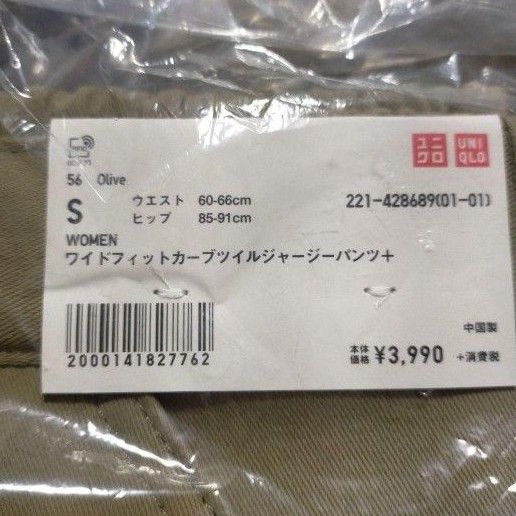 ユニ
クロ
UNI
QLO
56 Olive
S
ウエスト 60-66cm
ヒップ 85-91cm
221-428689(01-01)
WOMEN
ワイドフィットカーブツイルジャージーパンツ+
2000141827762
中国製
本体
価格 ¥3,990 +消費税